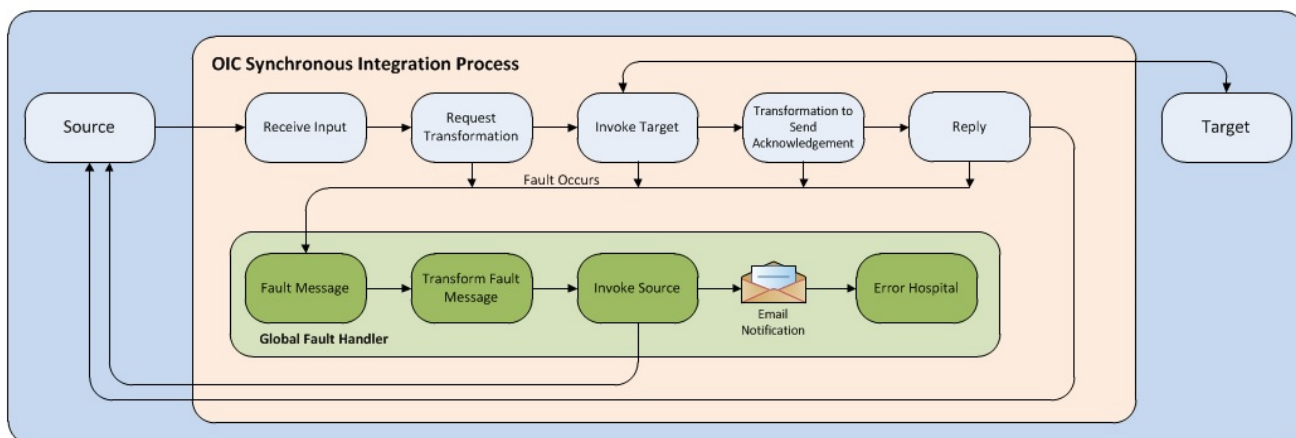 OIC Synchronous Integration Process
Source
Receive Input
Request
Transformation
Invoke Target
Transformation to
Send
Acknowledgement
Reply
Target
Fault Occurs
Fault Message
Transform Fault
Message
Invoke Source
Email
Notification
Error Hospital
Global Fault Handler